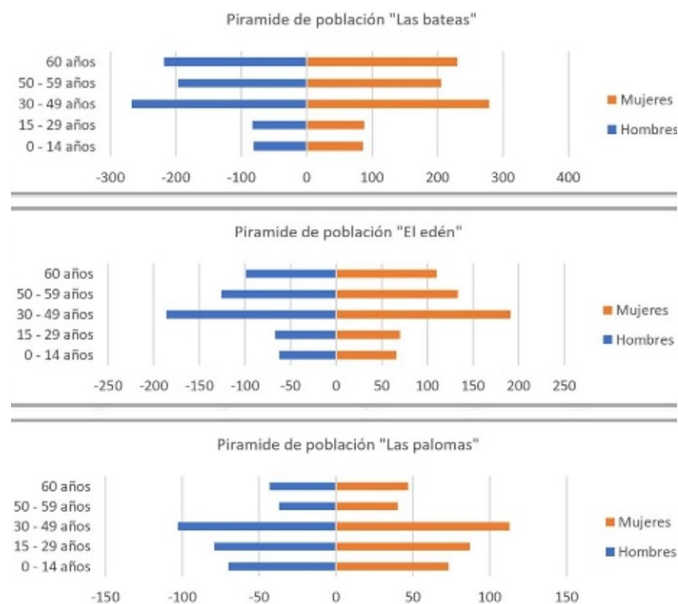 Piramide de población "Las bateas"
60 años
50 - 59 años
30 - 49 años
15 - 29 años
0 - 14 años
Mujeres
Hombres
-300 -200 -100 0 100 200 300 400
Piramide de población "El edén"
60 años
50 - 59 años
30 - 49 años
15 - 29 años
0 - 14 años
Mujeres
Hombres
-250 -200 -150 -100 -50 0 50 100 150 200 250
Piramide de población "Las palomas"
60 años
50 - 59 años
30 - 49 años
15 - 29 años
0 - 14 años
Mujeres
Hombres
-150 -100 -50 0 50 100 150